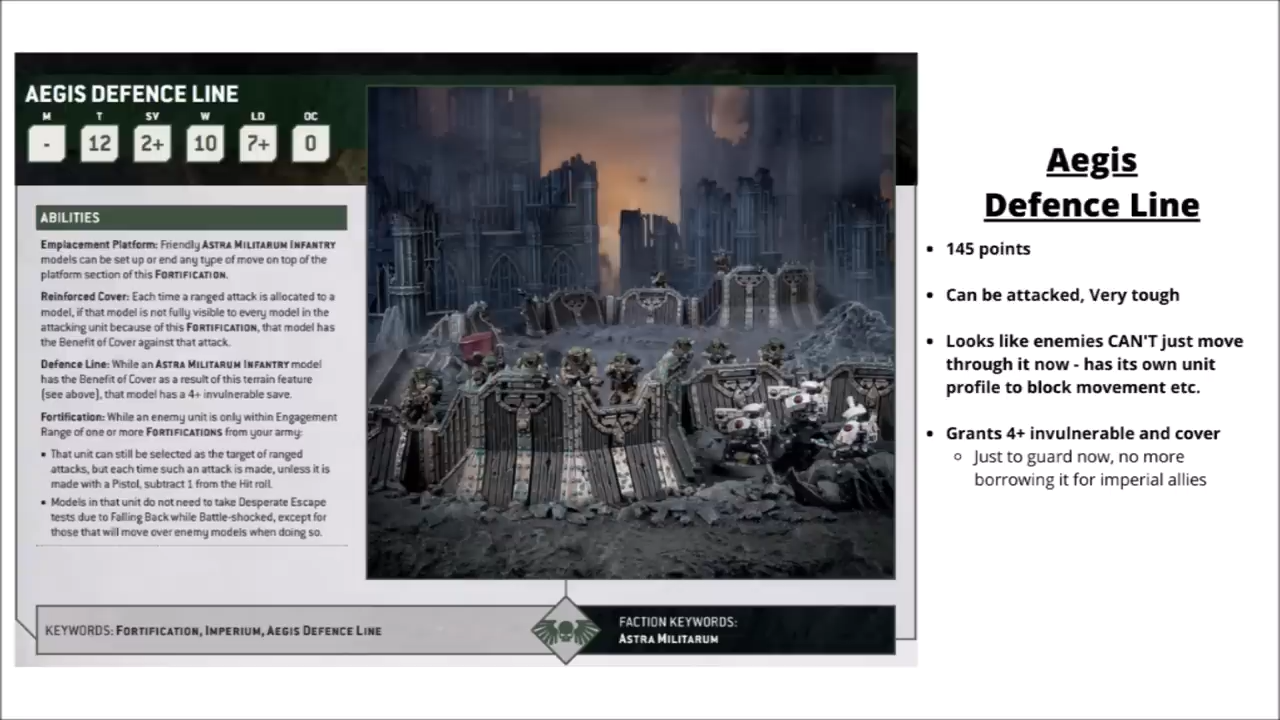 AEGIS DEFENCE LINE
M T SV W LD OC
- 12 2+ 10 7+ 0
ABILITIES
Emplacement Platform: Friendly ASTRA MILITARUM INFANTRY
models can be set up or end any type of move on top of the
platform section of this FORTIFICATION.
Reinforced Cover: Each time a ranged attack is allocated to a
model, if that model is not fully visible to every model in the
attacking unit because of this FORTIFICATION, that model has
the Benefit of Cover against that attack.
Defence Line: While an ASTRA MILITARUM INFANTRY model
has the Benefit of Cover as a result of this terrain feature
(see above), that model has a 4+ invulnerable save.
Fortification: While an enemy unit is only within Engagement
Range of one or more FORTIFICATIONS from your army:
▪ That unit can still be selected as the target of ranged
attacks, but each time such an attack is made, unless it is
made with a Pistol, subtract 1 from the Hit roll.
▪ Models in that unit do not need to take Desperate Escape
tests due to Falling Back while Battle-shocked, except for
those that will move over enemy models when doing so.
KEYWORDS: FORTIFICATION, IMPERIUM, AEGIS DEFENCE LINE
FACTION KEYWORDS:
ASTRA MILITARUM
Aegis
Defence Line
• 145 points
• Can be attacked, Very tough
• Looks like enemies CAN'T just move
through it now - has its own unit
profile to block movement etc.
• Grants 4+ invulnerable and cover
○ Just to guard now, no more
borrowing it for imperial allies